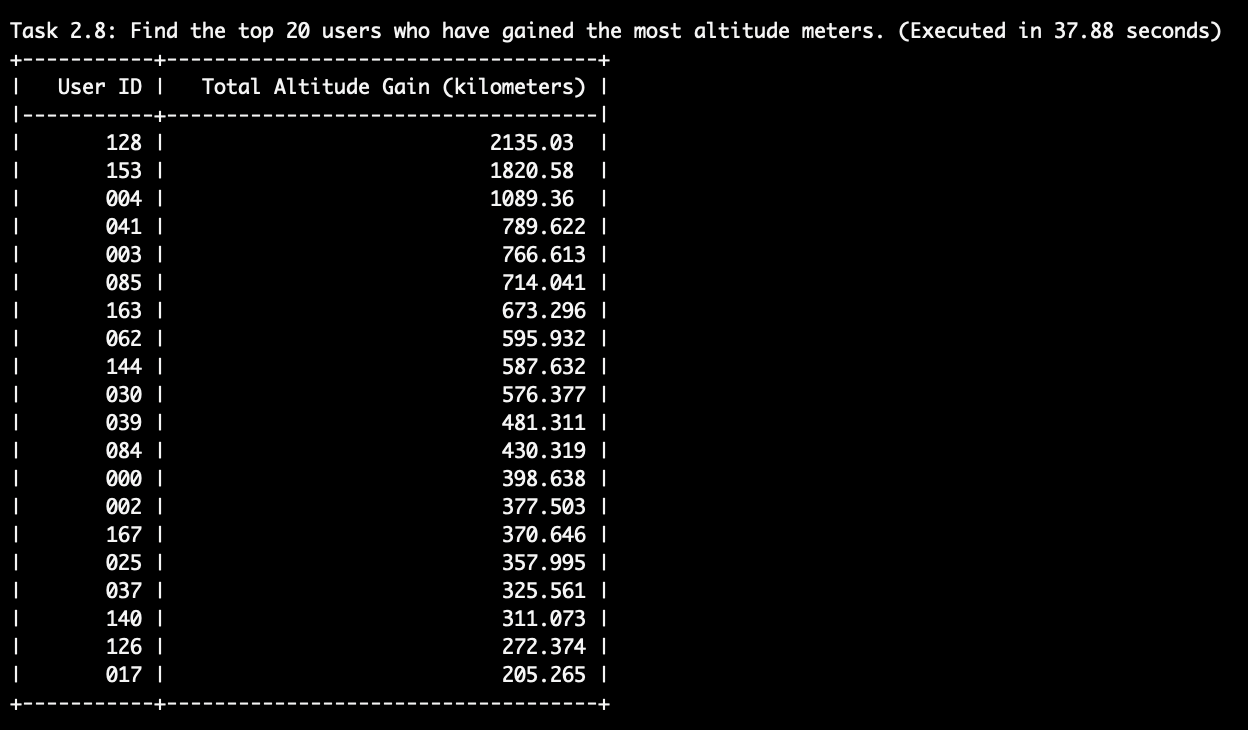 Task 2.8: Find the top 20 users who have gained the most altitude meters. (Executed in 37.88 seconds)
+-----------+------------------------------------+
|   User ID |   Total Altitude Gain (kilometers) |
|-----------+------------------------------------|
|       128 |                           2135.03  |
|       153 |                           1820.58  |
|       004 |                           1089.36  |
|       041 |                            789.622 |
|       003 |                            766.613 |
|       085 |                            714.041 |
|       163 |                            673.296 |
|       062 |                            595.932 |
|       144 |                            587.632 |
|       030 |                            576.377 |
|       039 |                            481.311 |
|       084 |                            430.319 |
|       000 |                            398.638 |
|       002 |                            377.503 |
|       167 |                            370.646 |
|       025 |                            357.995 |
|       037 |                            325.561 |
|       140 |                            311.073 |
|       126 |                            272.374 |
|       017 |                            205.265 |
+-----------+------------------------------------+